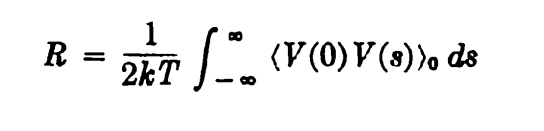 R = \frac{1}{2kT} \int_{-\infty}^{\infty} \langle V(0) V(s) \rangle_0 \, ds